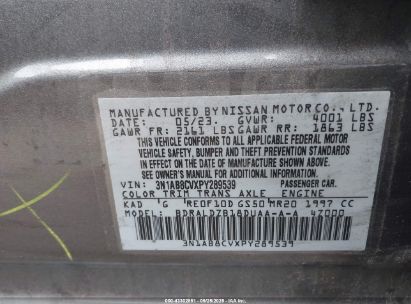 MANUFACTURED BY NISSAN MOTOR CO., LTD.
DATE: 05/23 GVWR: 4001 LBS
GAWR FR: 2161 LBS GAWR RR: 1863 LBS
THIS VEHICLE CONFORMS TO ALL APPLICABLE FEDERAL MOTOR
VEHICLE SAFETY, BUMPER, AND THEFT PREVENTION STANDARDS
IN EFFECT ON THE DATE OF MANUFACTURE SHOWN ABOVE.
SEE OWNER'S MANUAL FOR ADDITIONAL INFORMATION.
VIN: 3N1AB8CVXPY289539 PASSENGER CAR.
COLOR TRIM TRANS AXLE ENGINE
KAD 'G 'RE0F10D GS50'MR20 1997 CC
MODEL: BDRALDZB18DUAA-A-A 47000
3N1AB8CVXPY289539